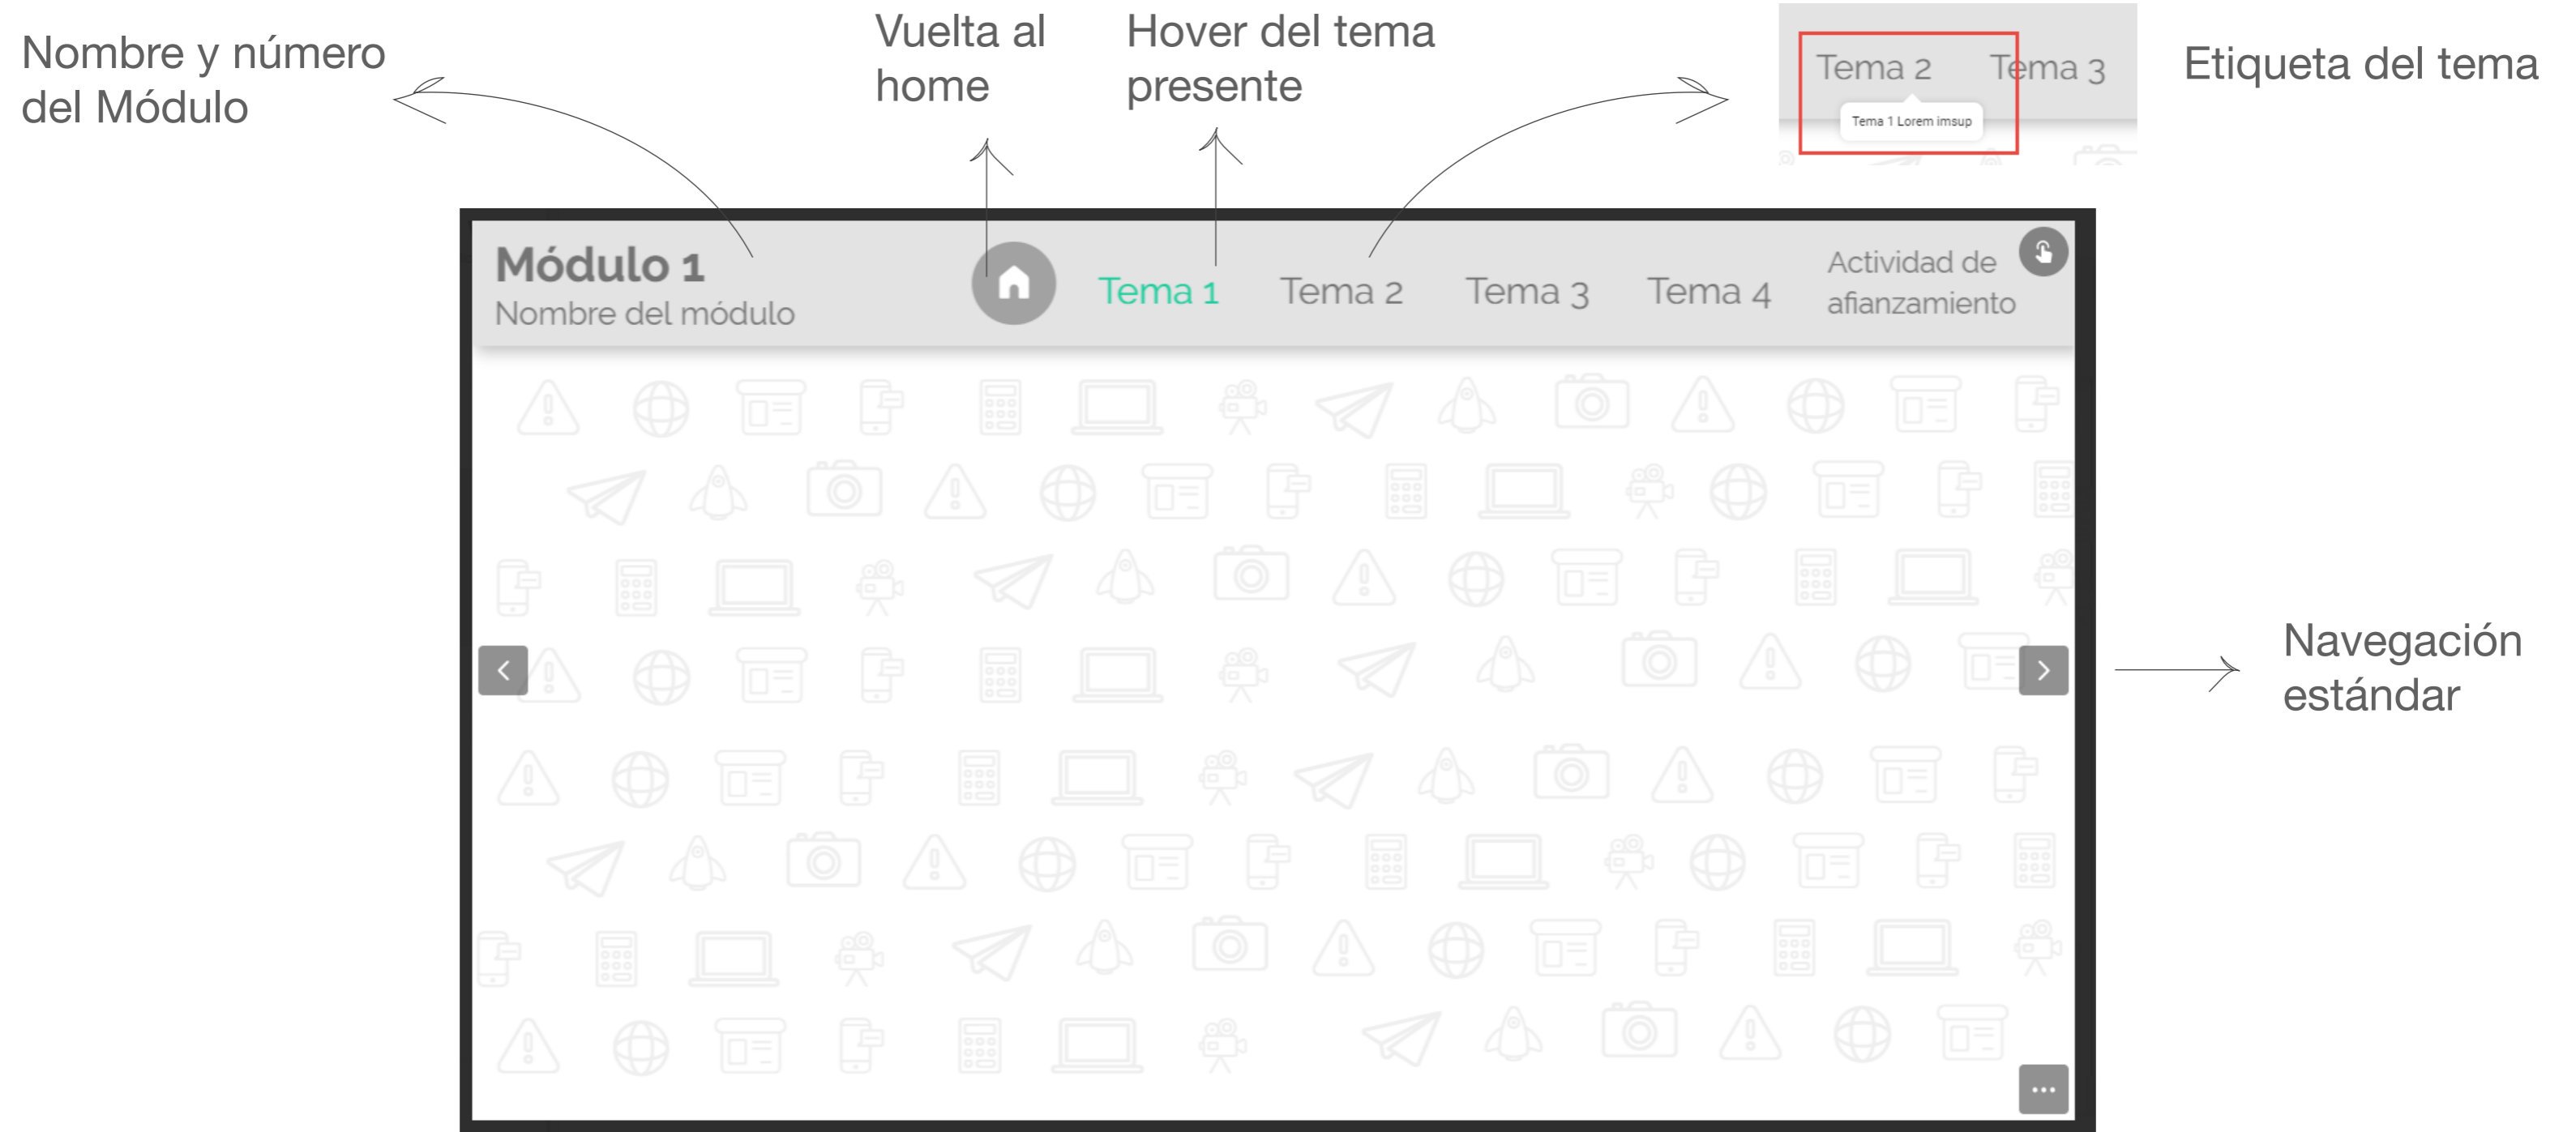 Nombre y número
del Módulo
Vuelta al
home
Hover del tema
presente
Tema 2
Tema 3
Tema 1 Lorem imsup
Etiqueta del tema
Módulo 1
Nombre del módulo
Tema 1
Tema 2
Tema 3
Tema 4
Actividad de
afianzamiento
Navegación
estándar